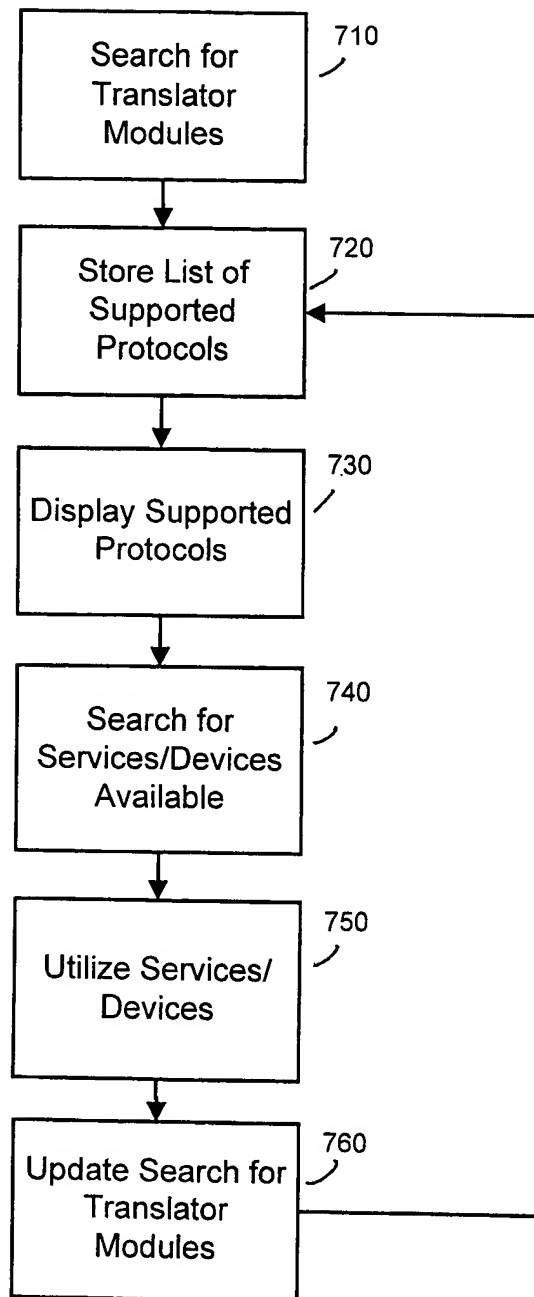 710
Search for
Translator
Modules
720
Store List of
Supported
Protocols
730
Display Supported
Protocols
740
Search for
Services/Devices
Available
750
Utilize Services/
Devices
760
Update Search for
Translator
Modules